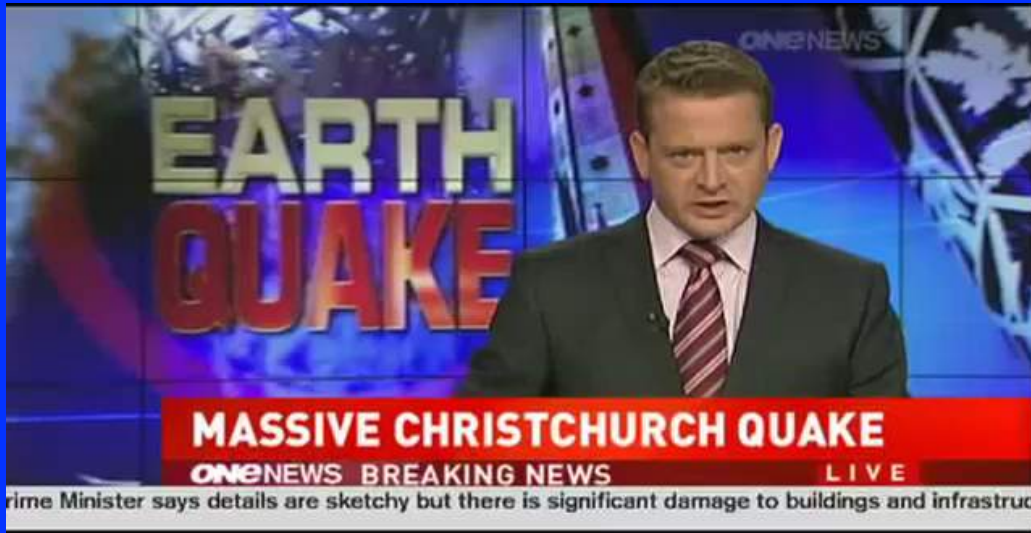 ONE NEWS
EARTH
QUAKE
MASSIVE CHRISTCHURCH QUAKE
ONE NEWS BREAKING NEWS LIVE
rime Minister says details are sketchy but there is significant damage to buildings and infrastruc